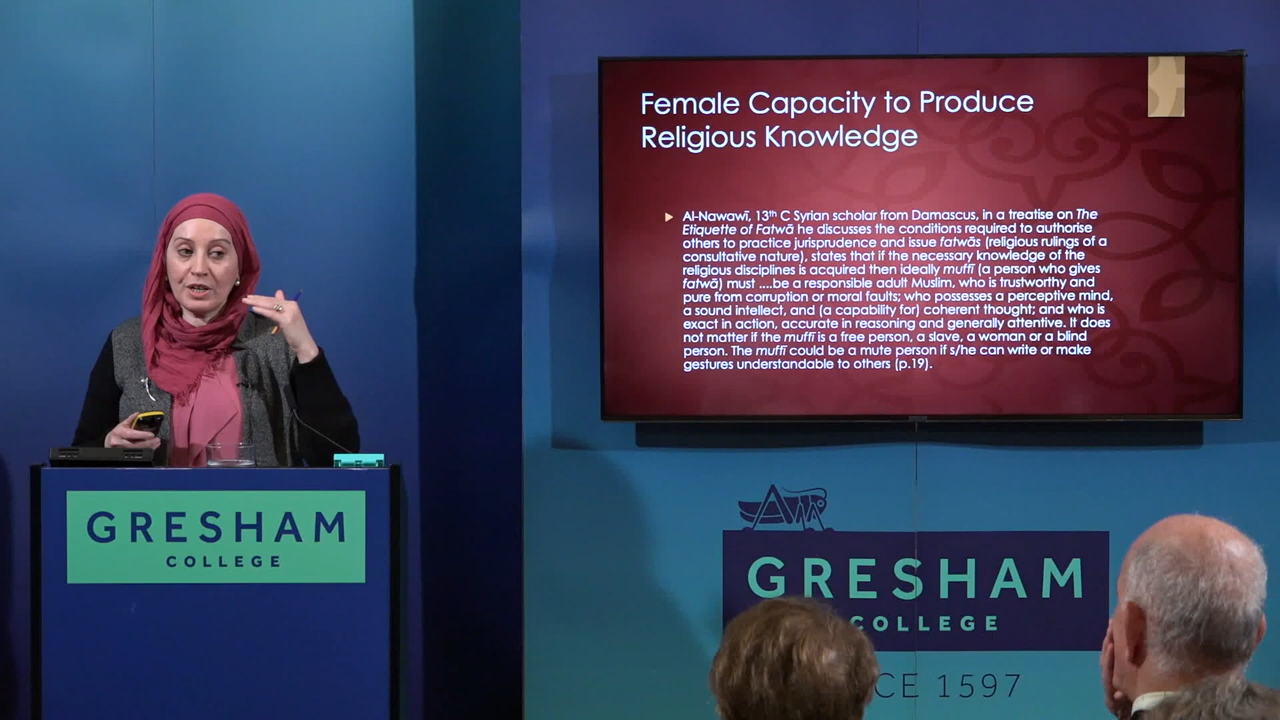 Female Capacity to Produce
Religious Knowledge
Al-Nawawī, 13th C Syrian scholar from Damascus, in a treatise on The
Etiquette of Fatwā he discusses the conditions required to authorise
others to practice jurisprudence and issue fatwās (religious rulings of a
consultative nature), states that if the necessary knowledge of the
religious disciplines is acquired then ideally muftī (a person who gives
fatwā) must ....be a responsible adult Muslim, who is trustworthy and
pure from corruption or moral faults; who possesses a perceptive mind,
a sound intellect, and (a capability for) coherent thought; and who is
exact in action, accurate in reasoning and generally attentive. It does
not matter if the muftī is a free person, a slave, a woman or a blind
person. The muftī could be a mute person if s/he can write or make
gestures understandable to others (p.19).
GRESHAM
COLLEGE
GRESHAM
COLLEGE
CE 1597